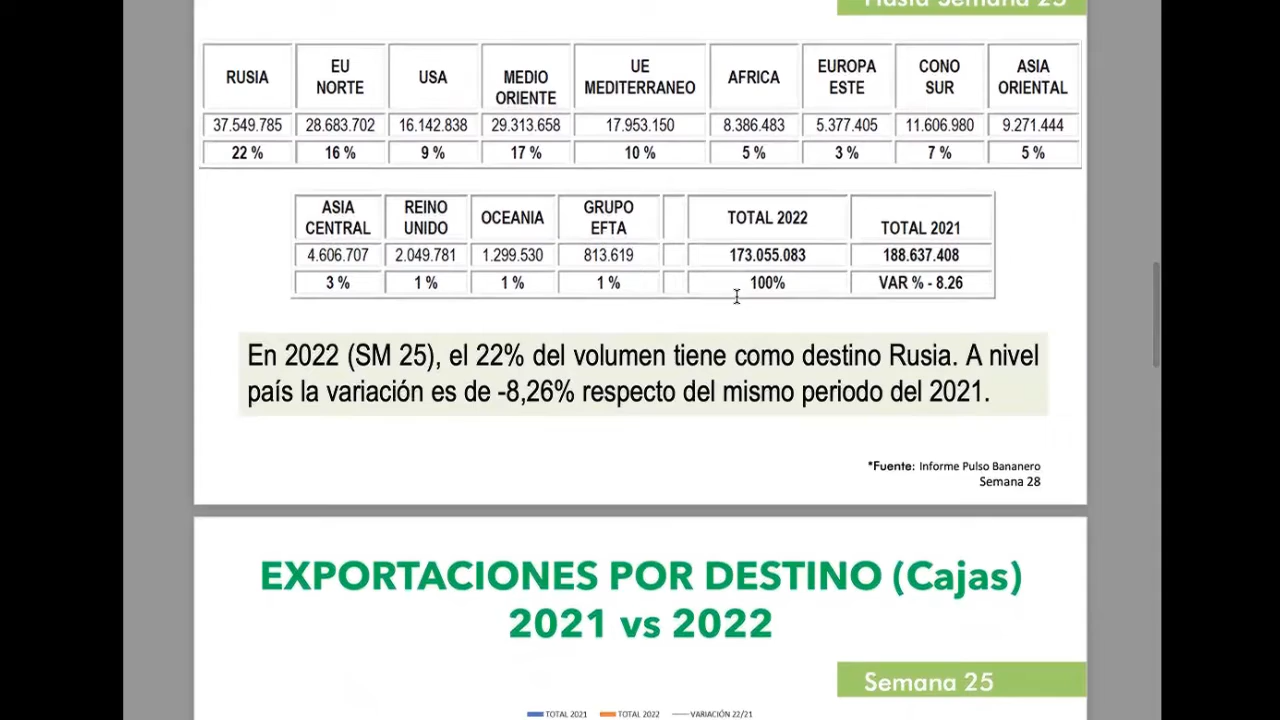 Hasta Semana 25
RUSIA
EU NORTE
USA
MEDIO ORIENTE
UE MEDITERRANEO
AFRICA
EUROPA ESTE
CONO SUR
ASIA ORIENTAL
37.549.785 28.683.702 16.142.838 29.313.658 17.953.150 8.386.483 5.377.405 11.606.980 9.271.444
22 % 16 % 9 % 17 % 10 % 5 % 3 % 7 % 5 %
ASIA CENTRAL
REINO UNIDO
OCEANIA
GRUPO EFTA
TOTAL 2022
TOTAL 2021
4.606.707 2.049.781 1.299.530 813.619 173.055.083 188.637.408
3 % 1 % 1 % 1 % 100% VAR % - 8.26
En 2022 (SM 25), el 22% del volumen tiene como destino Rusia. A nivel
país la variación es de -8,26% respecto del mismo periodo del 2021.
*Fuente: Informe Pulso Bananero
Semana 28
EXPORTACIONES POR DESTINO (Cajas)
2021 vs 2022
Semana 25
TOTAL 2021 TOTAL 2022 VARIACIÓN 22/21